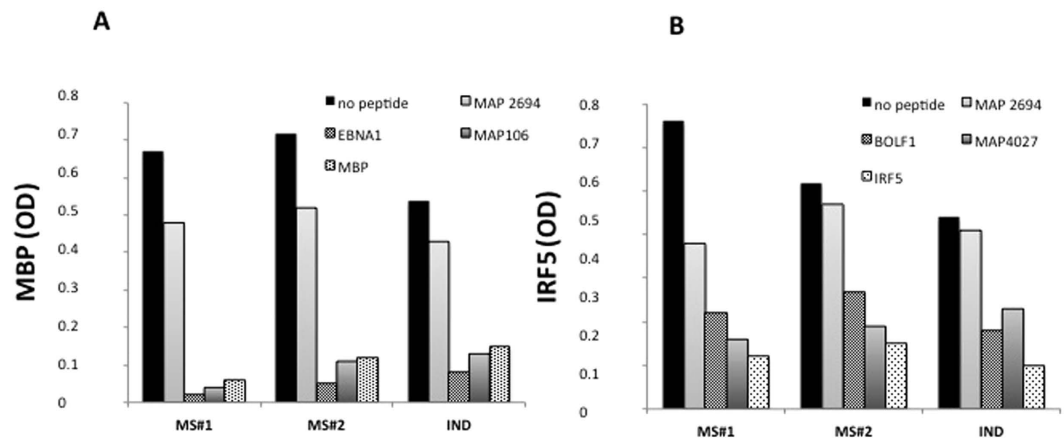 A
MBP (OD)
0.8
0.7
0.6
0.5
0.4
0.3
0.2
0.1
0
no peptide
MAP 2694
EBNA1
MAP106
MBP
MS#1
MS#2
IND
B
IRF5 (OD)
0.8
0.7
0.6
0.5
0.4
0.3
0.2
0.1
0
no peptide
MAP 2694
BOLF1
MAP4027
IRF5
MS#1
MS#2
IND